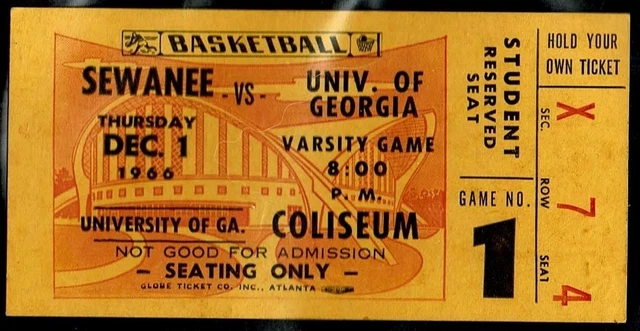 BASKETBALL
SEWANEE - VS - UNIV. OF GEORGIA
THURSDAY
DEC. 1
1966
VARSITY GAME
8:00
P. M.
UNIVERSITY OF GA. COLISEUM
NOT GOOD FOR ADMISSION
- SEATING ONLY -
GLOBE TICKET CO. INC., ATLANTA
STUDENT
RESERVED
SEAT
GAME NO.
1
HOLD YOUR
OWN TICKET
SEC. X
ROW 7
SEAT 4